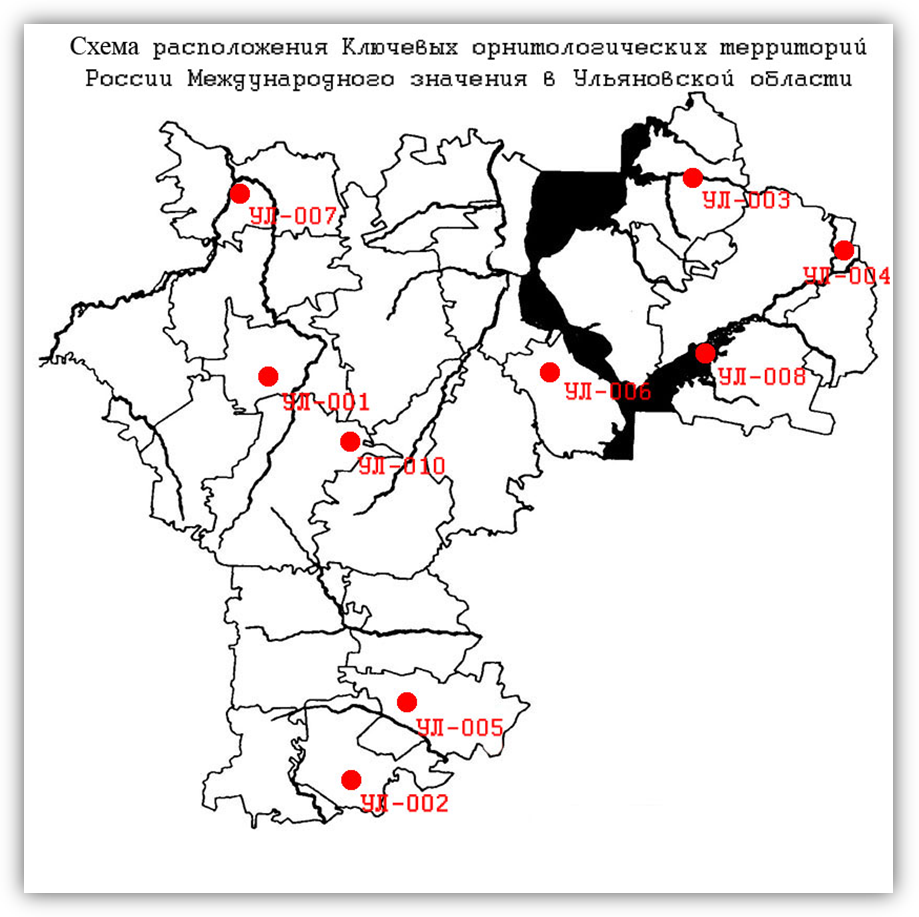 Схема расположения Ключевых орнитологических территорий
России Международного значения в Ульяновской области
УЛ-003
УЛ-007
УЛ-004
УЛ-008
УЛ-006
УЛ-001
УЛ-010
УЛ-005
УЛ-002